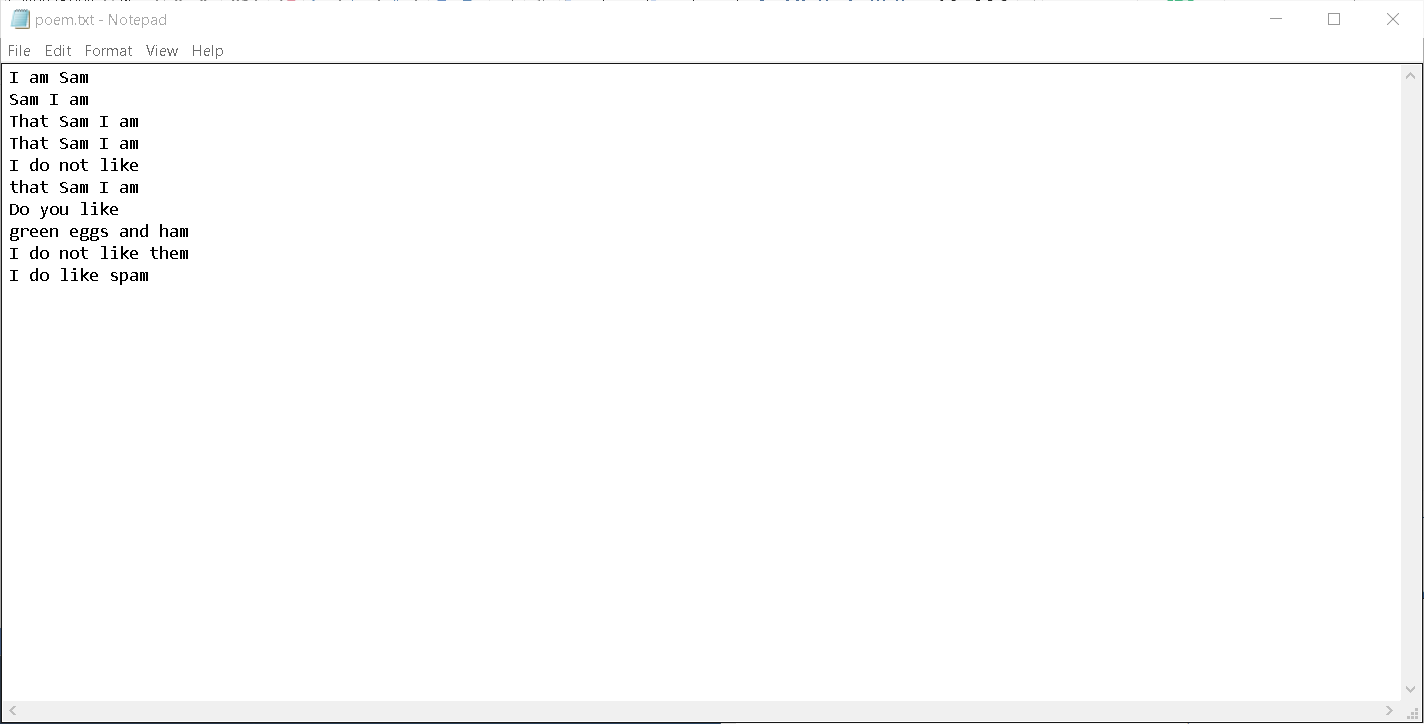 poem.txt - Notepad
File Edit Format View Help
I am Sam
Sam I am
That Sam I am
That Sam I am
I do not like
that Sam I am
Do you like
green eggs and ham
I do not like them
I do like spam